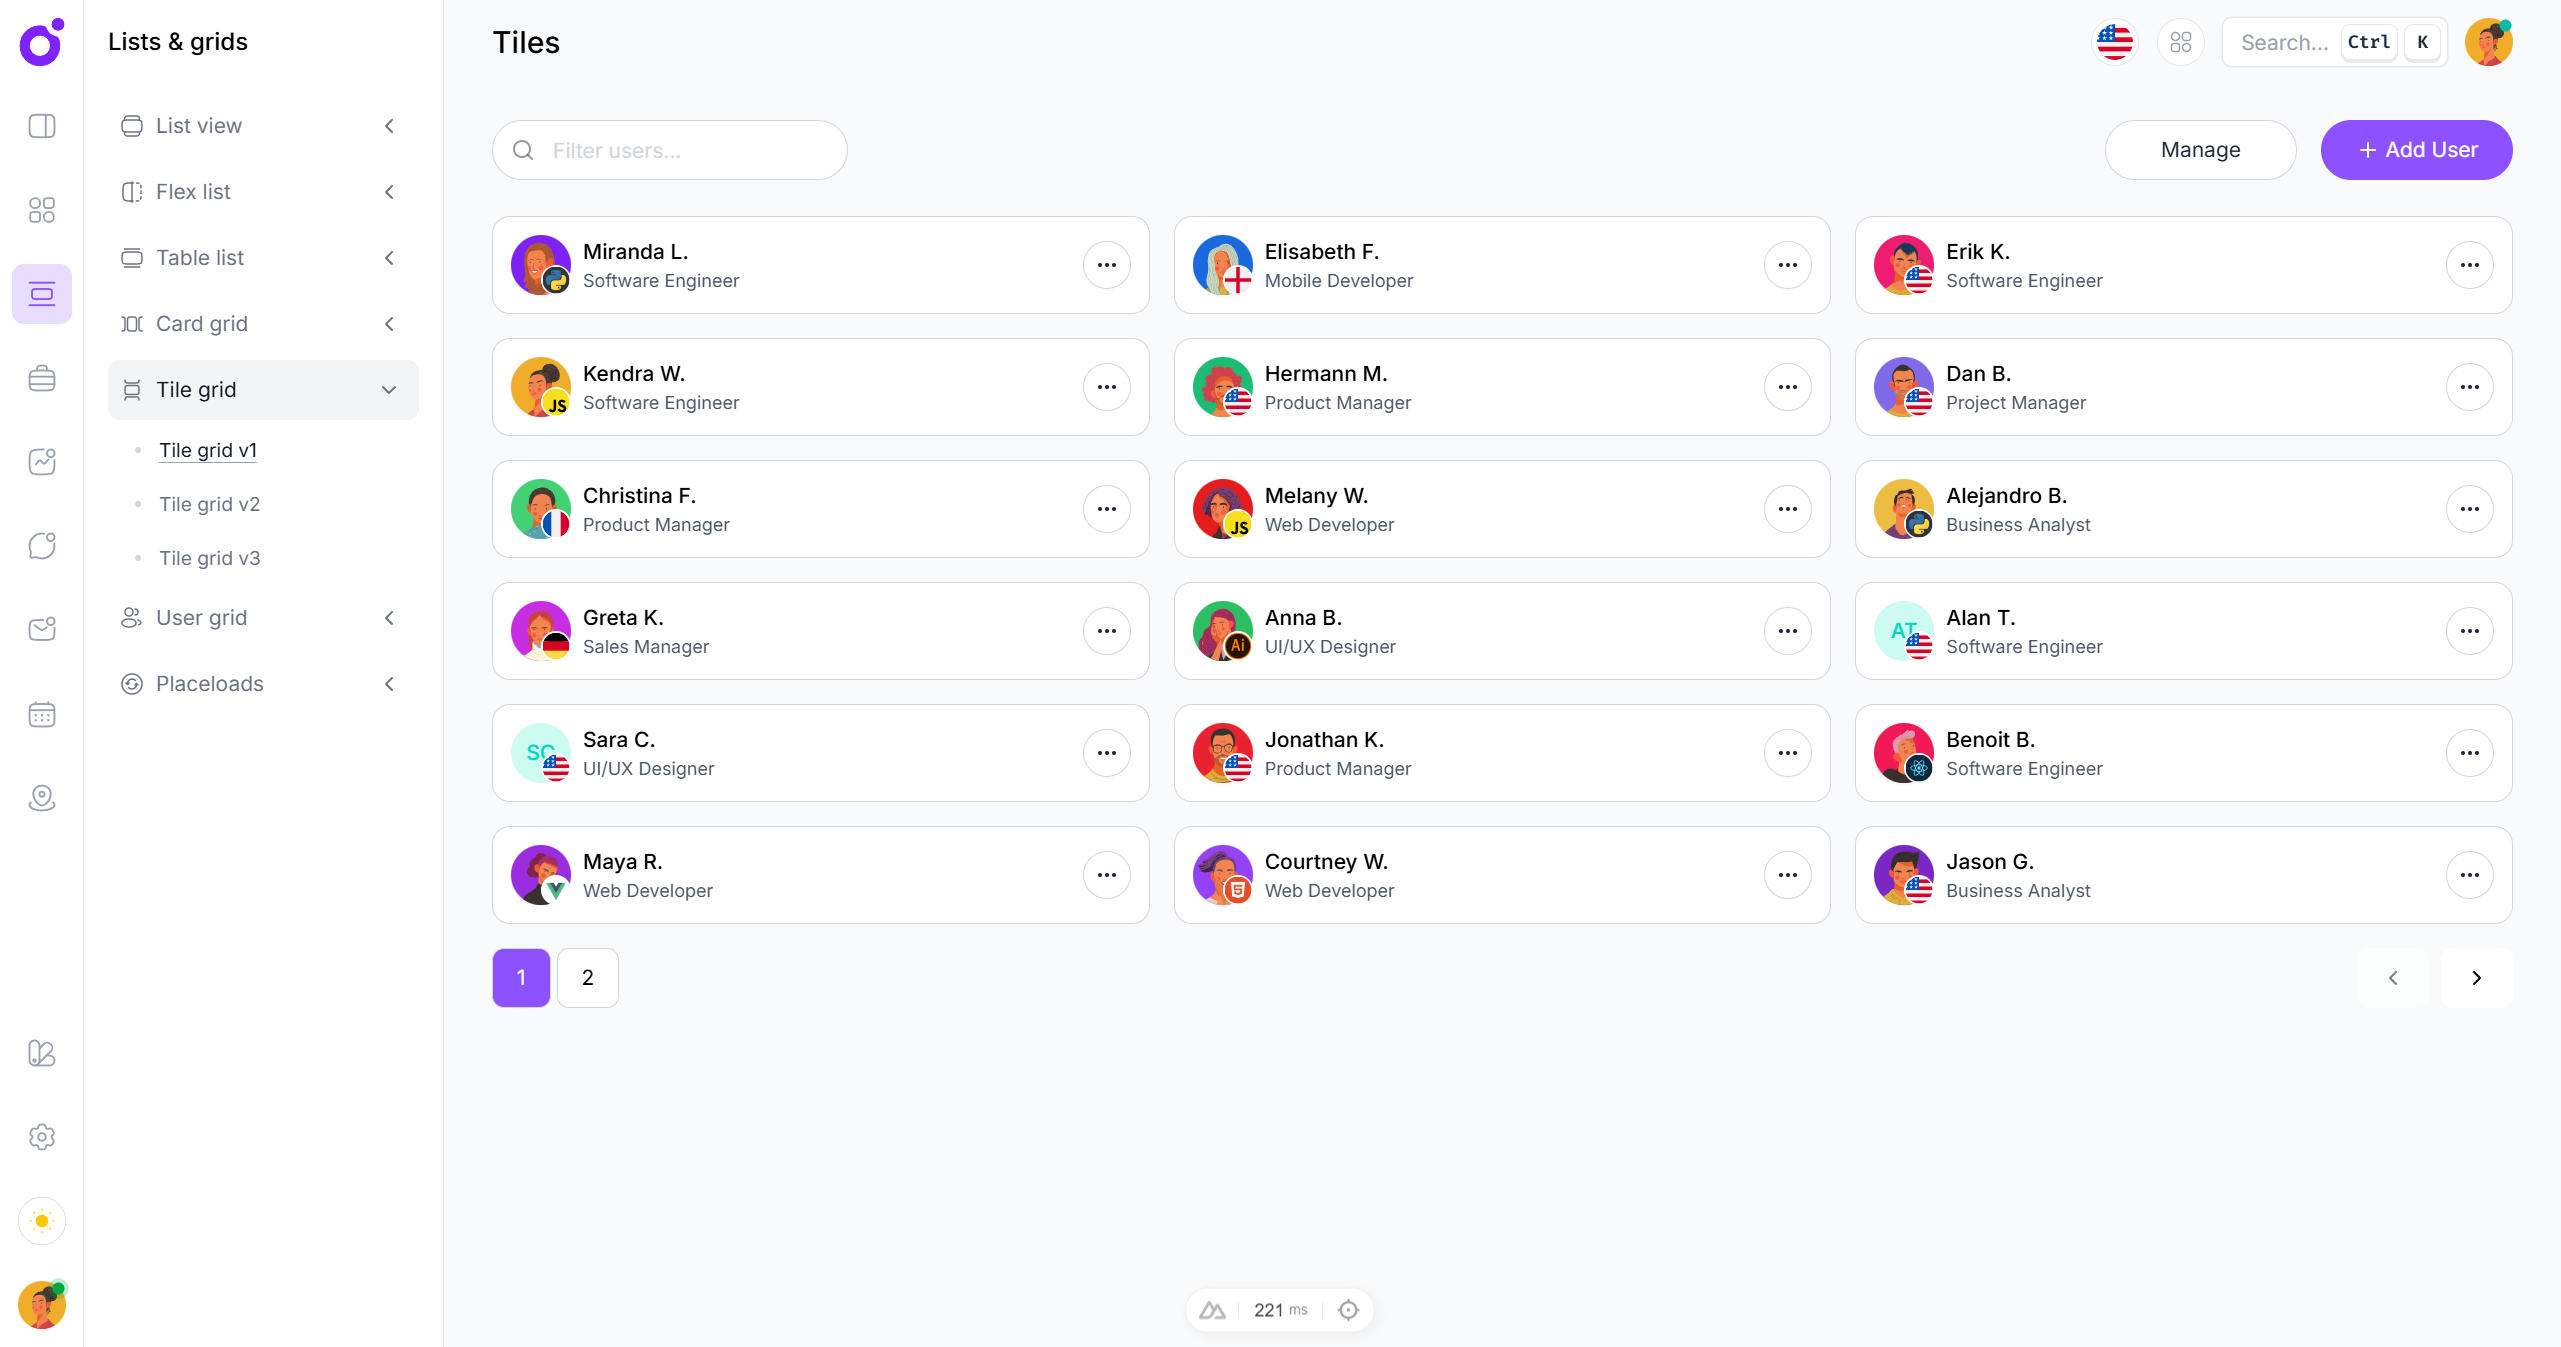 Lists & grids
List view
Flex list
Table list
Card grid
Tile grid
Tile grid v1
Tile grid v2
Tile grid v3
User grid
Placeloads
Tiles
Search... Ctrl K
Filter users...
Manage
+ Add User
Miranda L.
Software Engineer
Elisabeth F.
Mobile Developer
Erik K.
Software Engineer
Kendra W.
Software Engineer
JS
Hermann M.
Product Manager
Dan B.
Project Manager
Christina F.
Product Manager
Melany W.
Web Developer
JS
Alejandro B.
Business Analyst
Greta K.
Sales Manager
Anna B.
UI/UX Designer
Ai
AT
Alan T.
Software Engineer
SC
Sara C.
UI/UX Designer
Jonathan K.
Product Manager
Benoit B.
Software Engineer
Maya R.
Web Developer
Courtney W.
Web Developer
Jason G.
Business Analyst
1 2
221 ms